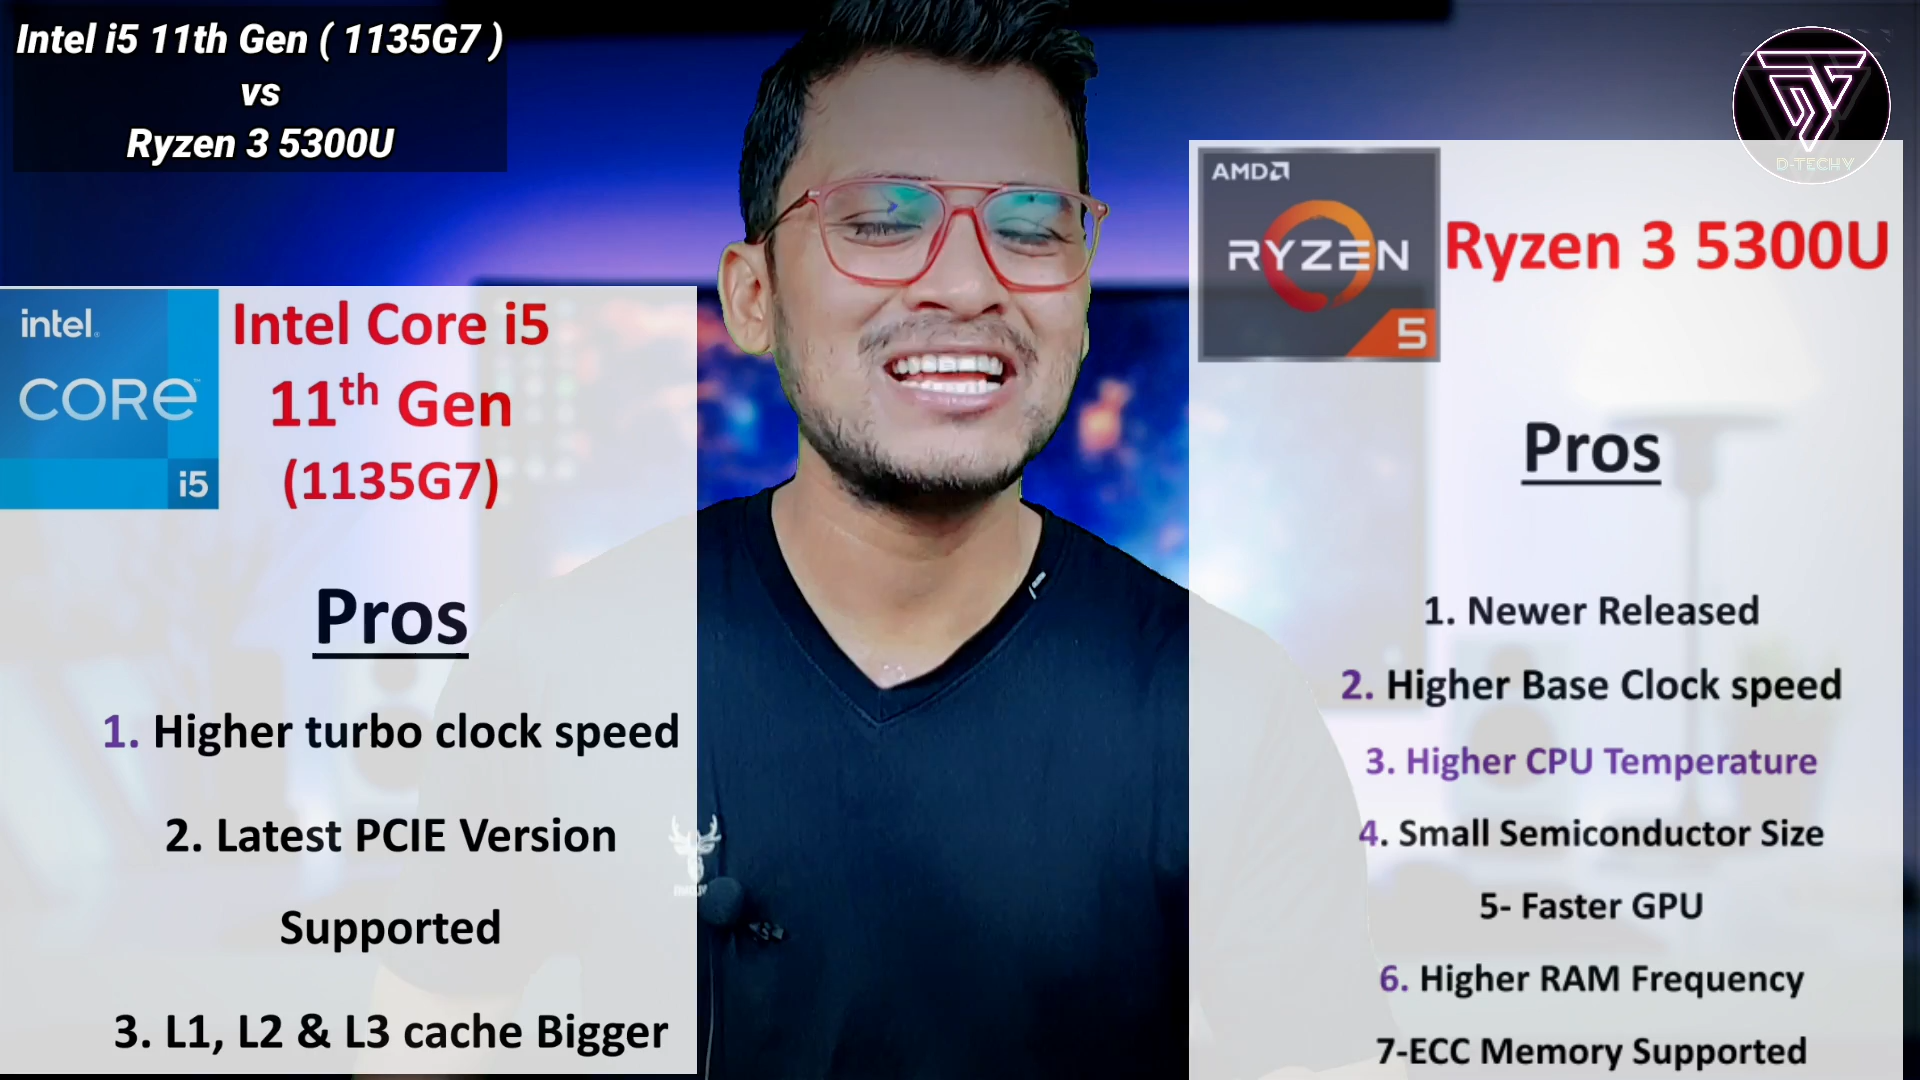 Intel i5 11th Gen ( 1135G7 )
vs
Ryzen 3 5300U
D-TECHY
intel.
CORE™
i5
Intel Core i5
11th Gen
(1135G7)
Pros
1. Higher turbo clock speed
2. Latest PCIE Version
Supported
3. L1, L2 & L3 cache Bigger
AMD
RYZEN
5
Ryzen 3 5300U
Pros
1. Newer Released
2. Higher Base Clock speed
3. Higher CPU Temperature
4. Small Semiconductor Size
5- Faster GPU
6. Higher RAM Frequency
7-ECC Memory Supported